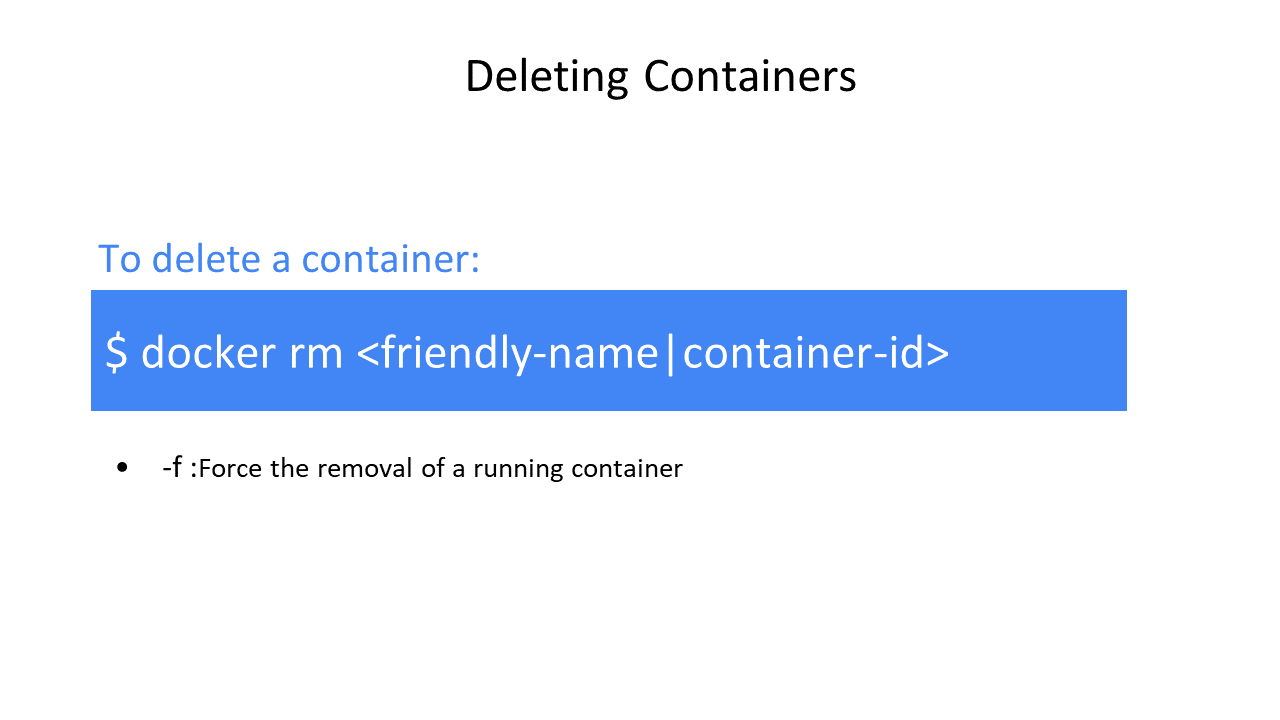 Deleting Containers
To delete a container:
$ docker rm <friendly-name|container-id>
• -f :Force the removal of a running container